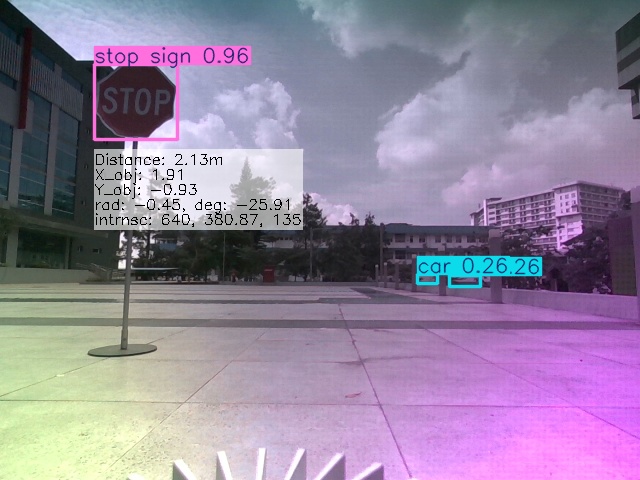 stop sign 0.96
STOP
Distance: 2.13m
X_obj: 1.91
Y_obj: -0.93
rad: -0.45, deg: -25.91
intrnsc: 640, 380.87, 135
car 0.26.26